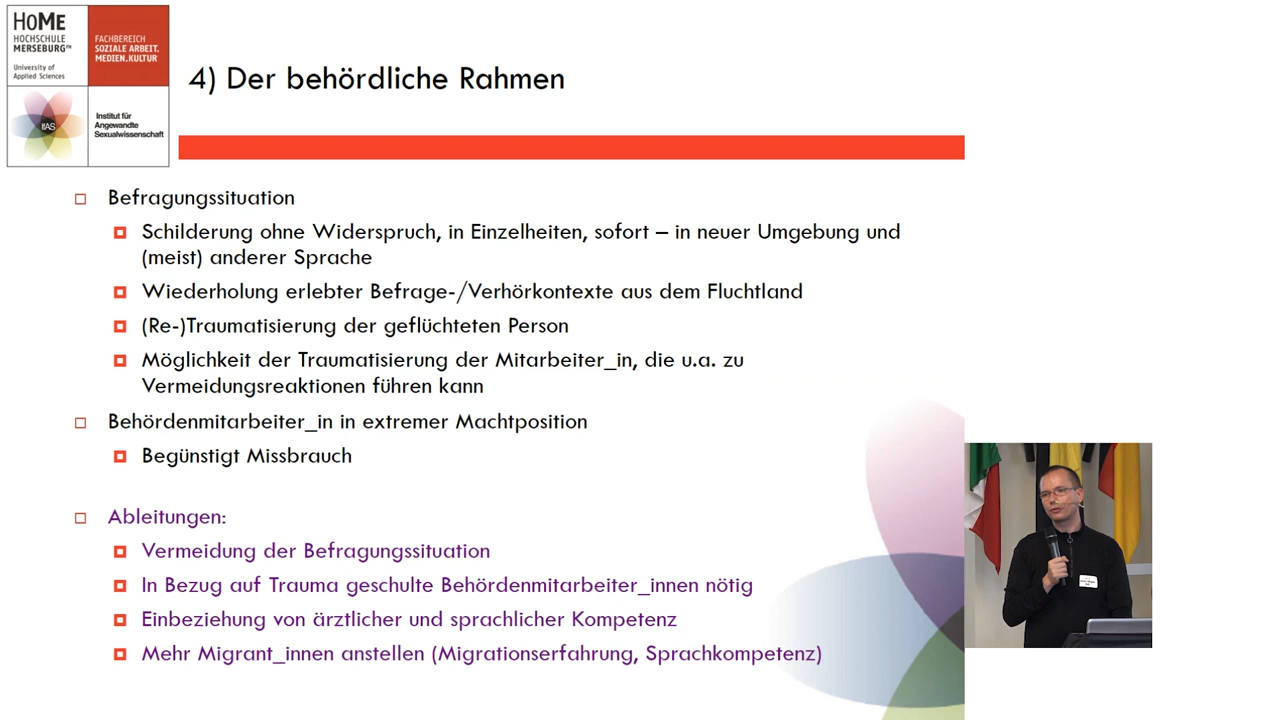 HoMe
HOCHSCHULE
MERSEBURG
University of
Applied Sciences
FACHBEREICH
SOZIALE ARBEIT.
MEDIEN.KULTUR
IfAS
Institut für
Angewandte
Sexualwissenschaft
4) Der behördliche Rahmen
Befragungssituation
Schilderung ohne Widerspruch, in Einzelheiten, sofort – in neuer Umgebung und
(meist) anderer Sprache
Wiederholung erlebter Befrage-/Verhörkontexte aus dem Fluchtland
(Re-)Traumatisierung der geflüchteten Person
Möglichkeit der Traumatisierung der Mitarbeiter_in, die u.a. zu
Vermeidungsreaktionen führen kann
Behördenmitarbeiter_in in extremer Machtposition
Begünstigt Missbrauch
Ableitungen:
Vermeidung der Befragungssituation
In Bezug auf Trauma geschulte Behördenmitarbeiter_innen nötig
Einbeziehung von ärztlicher und sprachlicher Kompetenz
Mehr Migrant_innen anstellen (Migrationserfahrung, Sprachkompetenz)